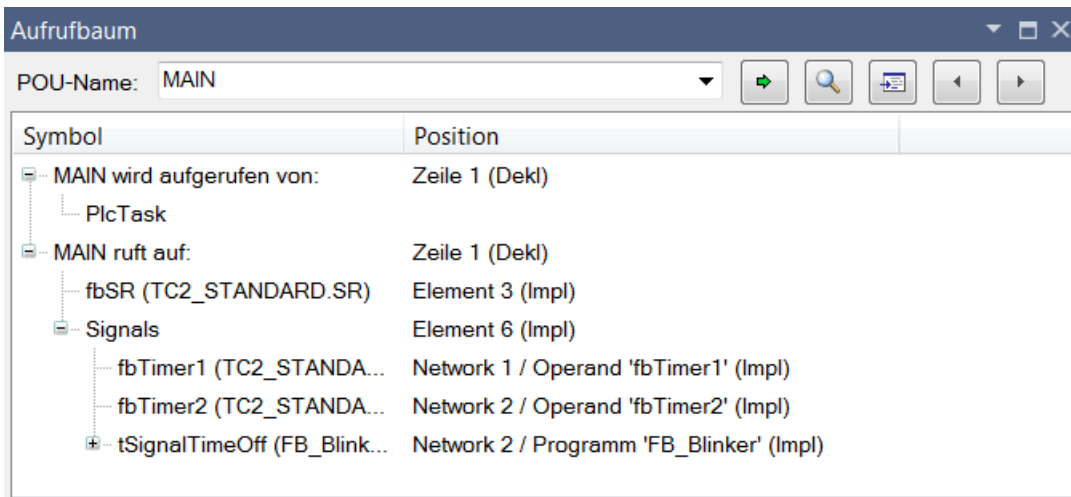 Aufrufbaum
POU-Name: MAIN
Symbol Position
MAIN wird aufgerufen von: Zeile 1 (Dekl)
PlcTask
MAIN ruft auf: Zeile 1 (Dekl)
fbSR (TC2_STANDARD.SR) Element 3 (Impl)
Signals Element 6 (Impl)
fbTimer1 (TC2_STANDA... Network 1 / Operand 'fbTimer1' (Impl)
fbTimer2 (TC2_STANDA... Network 2 / Operand 'fbTimer2' (Impl)
tSignalTimeOff (FB_Blink... Network 2 / Programm 'FB_Blinker' (Impl)